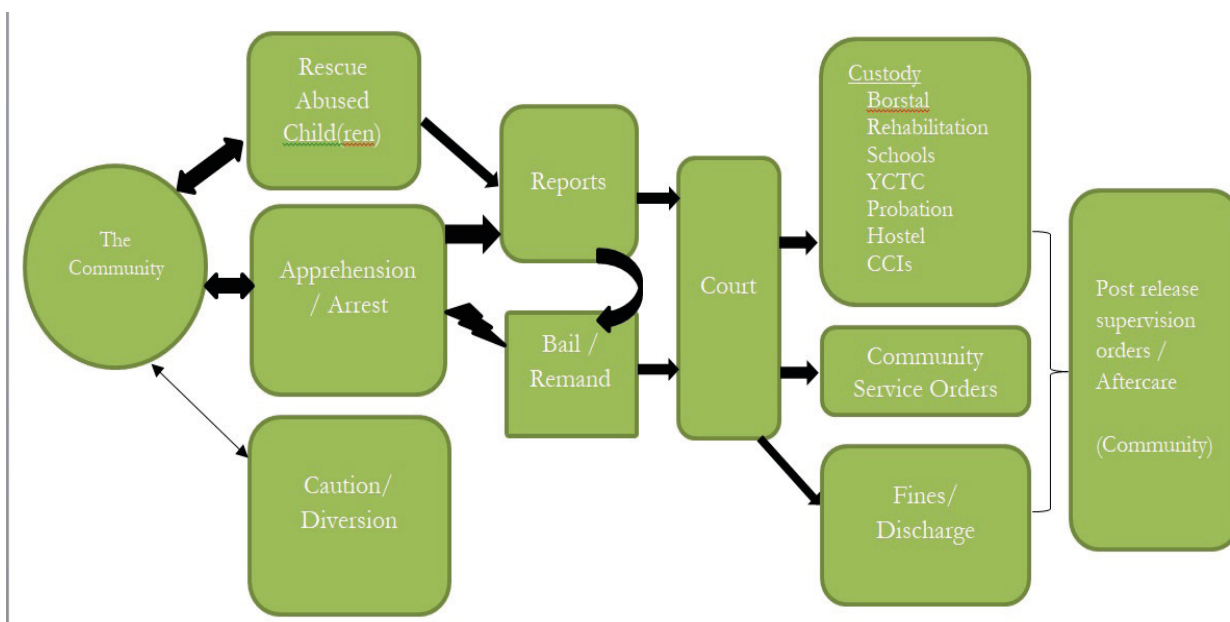 Rescue
Abused
Child(ren)
The
Community
Apprehension
/ Arrest
Caution/
Diversion
Reports
Bail /
Remand
Court
Custody
Borstal
Rehabilitation
Schools
YCTC
Probation
Hostel
CCIs
Community
Service Orders
Fines/
Discharge
Post release
supervision
orders /
Aftercare
(Community)